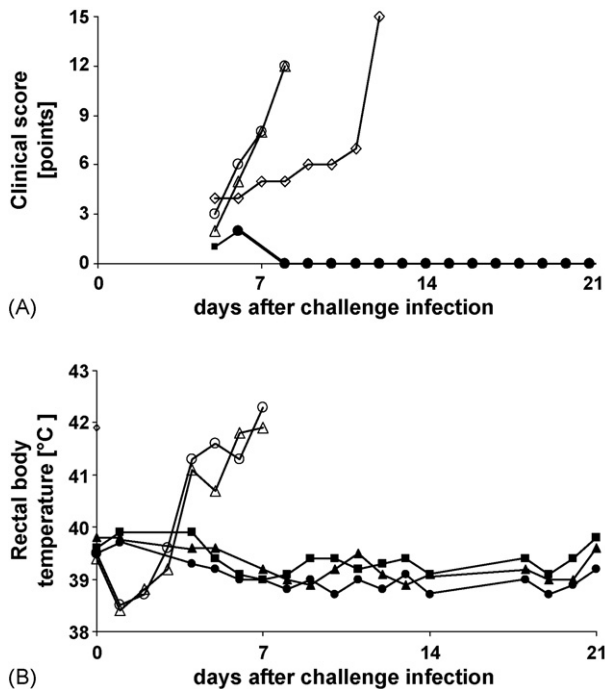 15
12
9
6
3
0
Clinical score
[points]
0
7
14
21
(A)
days after challenge infection
43
42
41
40
39
38
Rectal body
temperature [°C ]
0
7
14
21
(B)
days after challenge infection